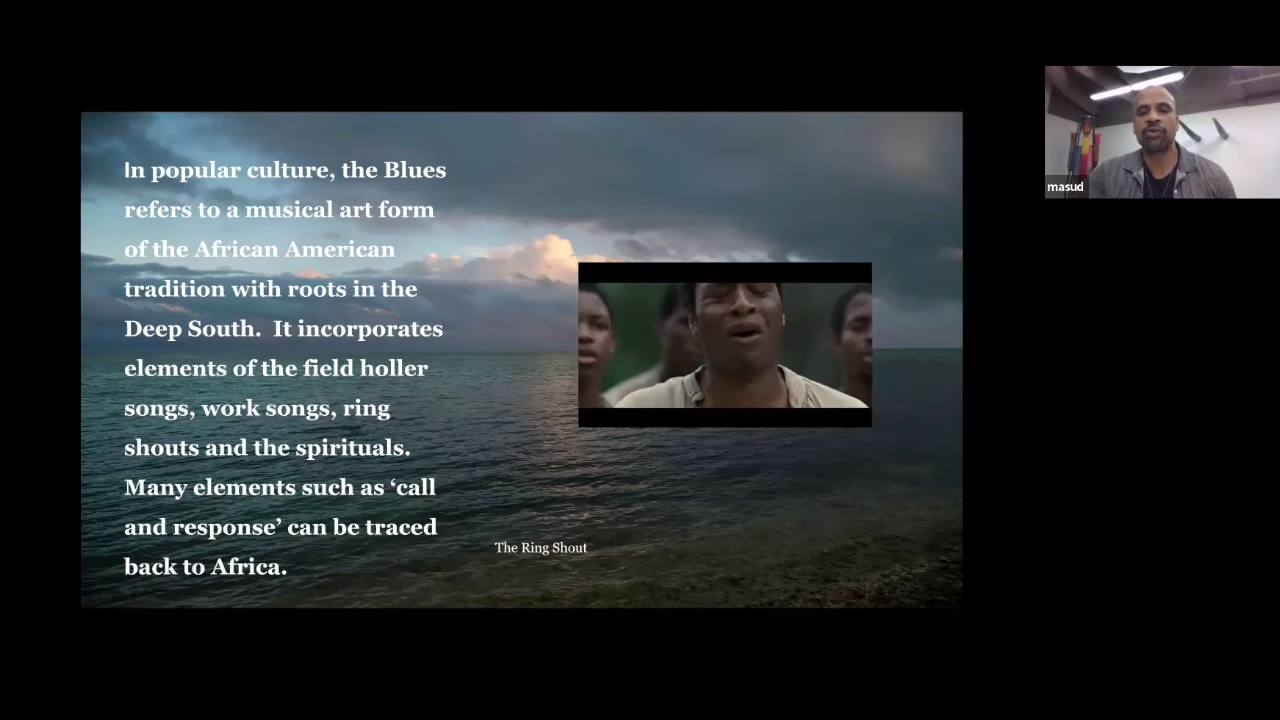 In popular culture, the Blues
refers to a musical art form
of the African American
tradition with roots in the
Deep South.  It incorporates
elements of the field holler
songs, work songs, ring
shouts and the spirituals.
Many elements such as ‘call
and response’ can be traced
back to Africa.
The Ring Shout
masud